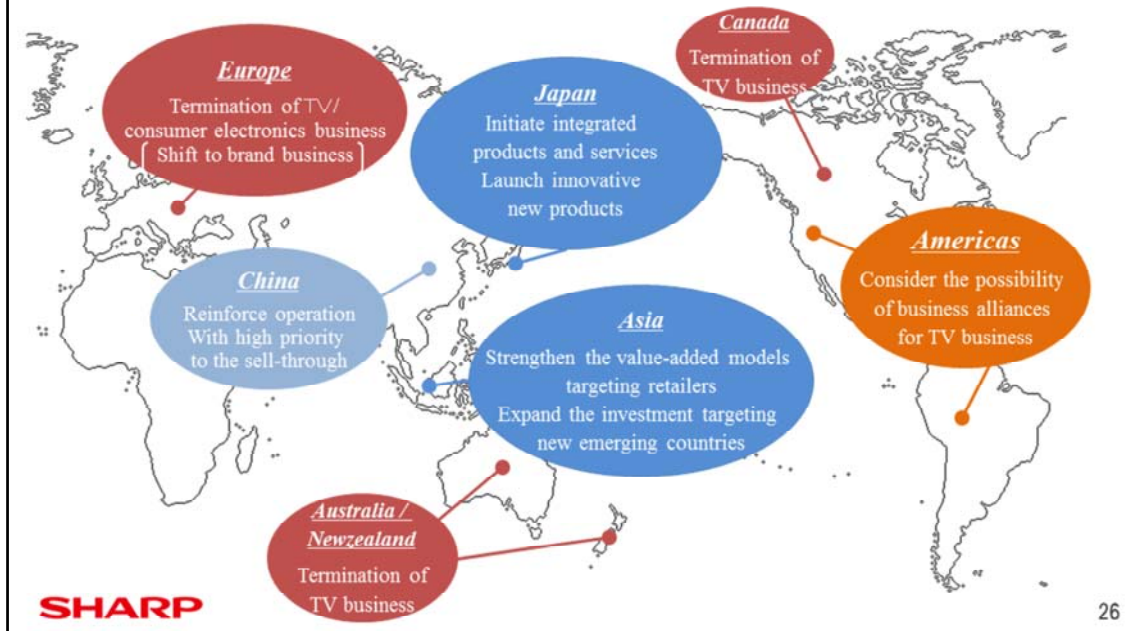 Europe
Termination of TV/
consumer electronics business
[ Shift to brand business ]
Japan
Initiate integrated
products and services
Launch innovative
new products
Canada
Termination of
TV business
China
Reinforce operation
With high priority
to the sell-through
Asia
Strengthen the value-added models
targeting retailers
Expand the investment targeting
new emerging countries
Americas
Consider the possibility
of business alliances
for TV business
Australia /
Newzealand
Termination of
TV business
SHARP
26